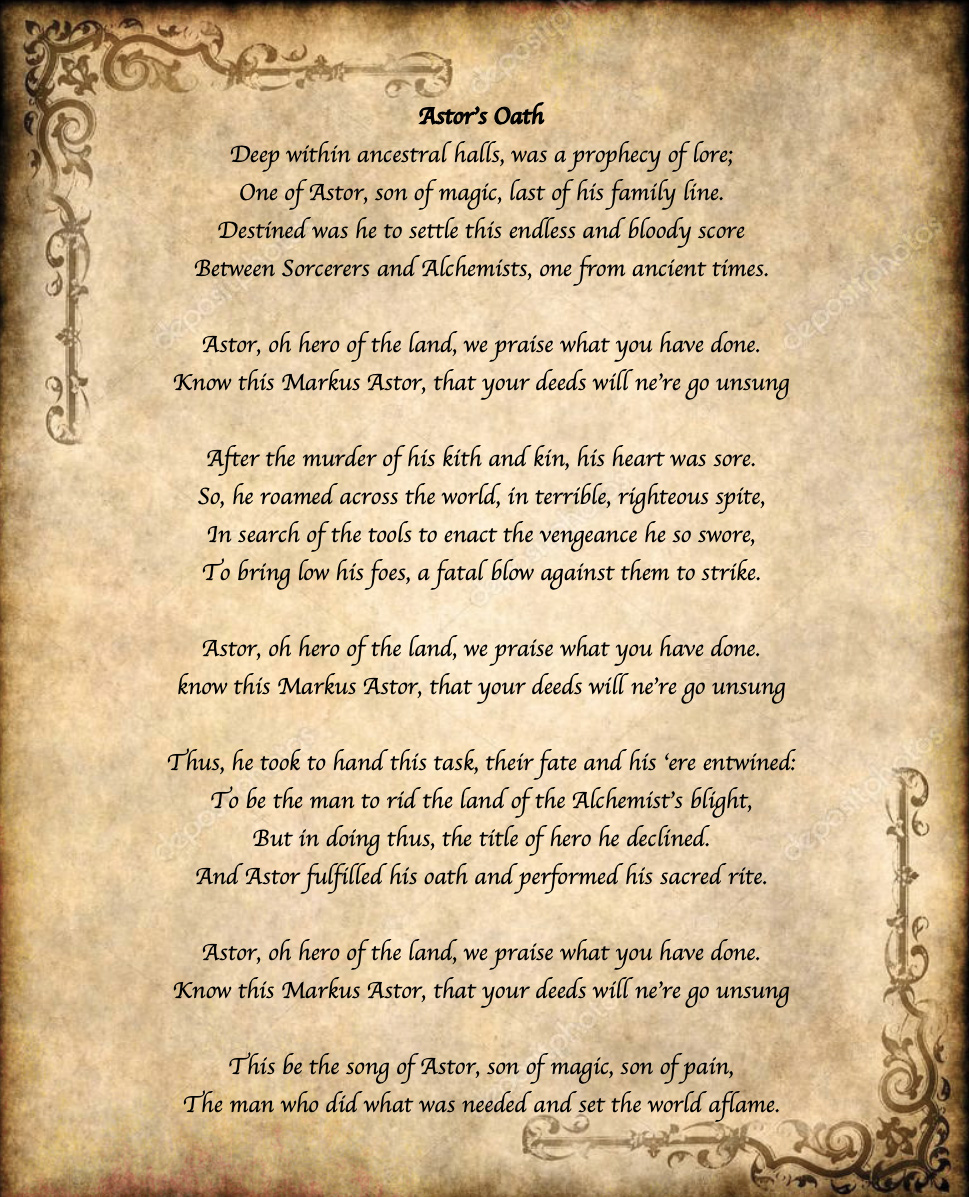 Astor's Oath
Deep within ancestral halls, was a prophecy of lore;
One of Astor, son of magic, last of his family line.
Destined was he to settle this endless and bloody score
Between Sorcerers and Alchemists, one from ancient times.
Astor, oh hero of the land, we praise what you have done.
Know this Markus Astor, that your deeds will ne're go unsung
After the murder of his kith and kin, his heart was sore.
So, he roamed across the world, in terrible, righteous spite,
In search of the tools to enact the vengeance he so swore,
To bring low his foes, a fatal blow against them to strike.
Astor, oh hero of the land, we praise what you have done.
know this Markus Astor, that your deeds will ne're go unsung
Thus, he took to hand this task, their fate and his ‘ere entwined:
To be the man to rid the land of the Alchemist's blight,
But in doing thus, the title of hero he declined.
And Astor fulfilled his oath and performed his sacred rite.
Astor, oh hero of the land, we praise what you have done.
Know this Markus Astor, that your deeds will ne're go unsung
This be the song of Astor, son of magic, son of pain,
The man who did what was needed and set the world aflame.
depositphotos
depositphotos
depositphotos
depositphotos
depositphotos
depositphotos
depositphotos